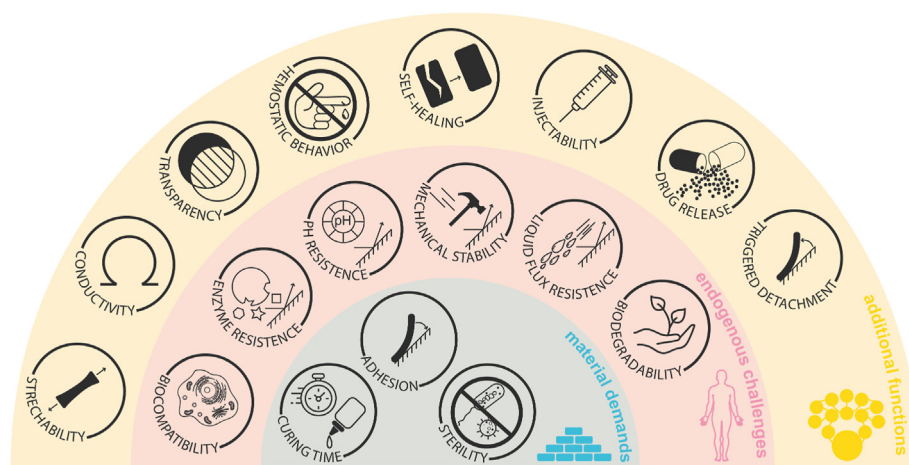 STRECHABILITY
CONDUCTIVITY
TRANSPARENCY
HEMOSTATIC BEHAVIOR
SELF-HEALING
INJECTABILITY
DRUG RELEASE
TRIGGERED DETACHMENT
additional functions
BIOCOMPATIBILITY
ENZYME RESISTENCE
PH RESISTENCE
pH
MECHANICAL STABILITY
LIQUID FLUX RESISTENCE
BIODEGRADABILITY
endogenous challenges
CURING TIME
ADHESION
STERILITY
material demands